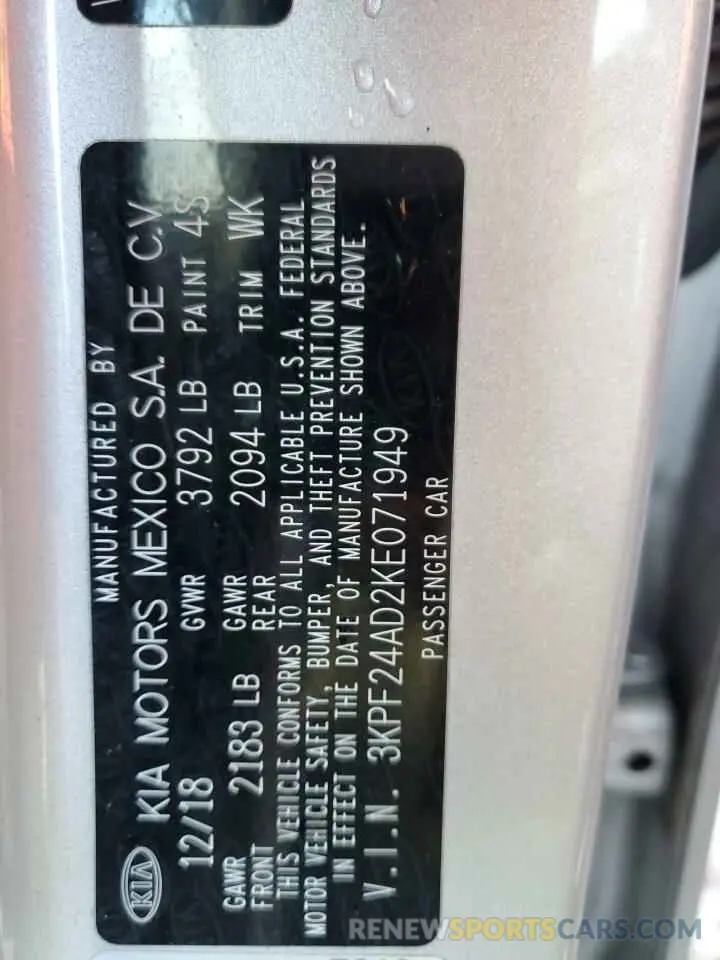 MANUFACTURED BY
KIA KIA MOTORS MEXICO S.A. DE C.V.
12/18 GVWR 3792 LB PAINT 4SS
GAWR FRONT 2183 LB GAWR REAR 2094 LB TRIM WK
THIS VEHICLE CONFORMS TO ALL APPLICABLE U.S.A. FEDERAL
MOTOR VEHICLE SAFETY, BUMPER, AND THEFT PREVENTION STANDARDS
IN EFFECT ON THE DATE OF MANUFACTURE SHOWN ABOVE.
V.I.N. 3KPF24AD2KE071949
PASSENGER CAR
RENEWSPORTSCARS.COM